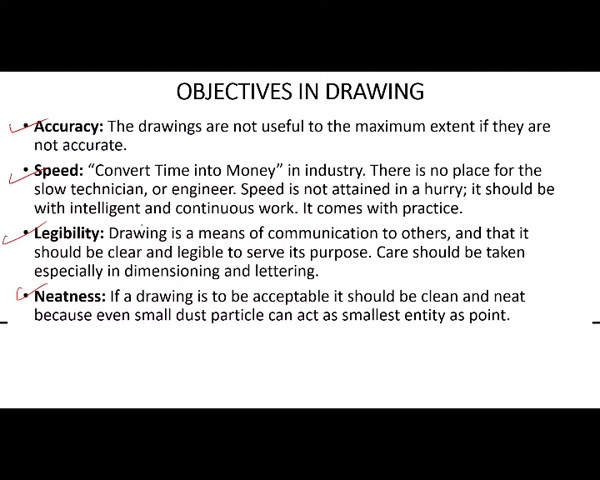 OBJECTIVES IN DRAWING
• Accuracy: The drawings are not useful to the maximum extent if they are
not accurate.
• Speed: “Convert Time into Money” in industry. There is no place for the
slow technician, or engineer. Speed is not attained in a hurry; it should be
with intelligent and continuous work. It comes with practice.
• Legibility: Drawing is a means of communication to others, and that it
should be clear and legible to serve its purpose. Care should be taken
especially in dimensioning and lettering.
• Neatness: If a drawing is to be acceptable it should be clean and neat
because even small dust particle can act as smallest entity as point.